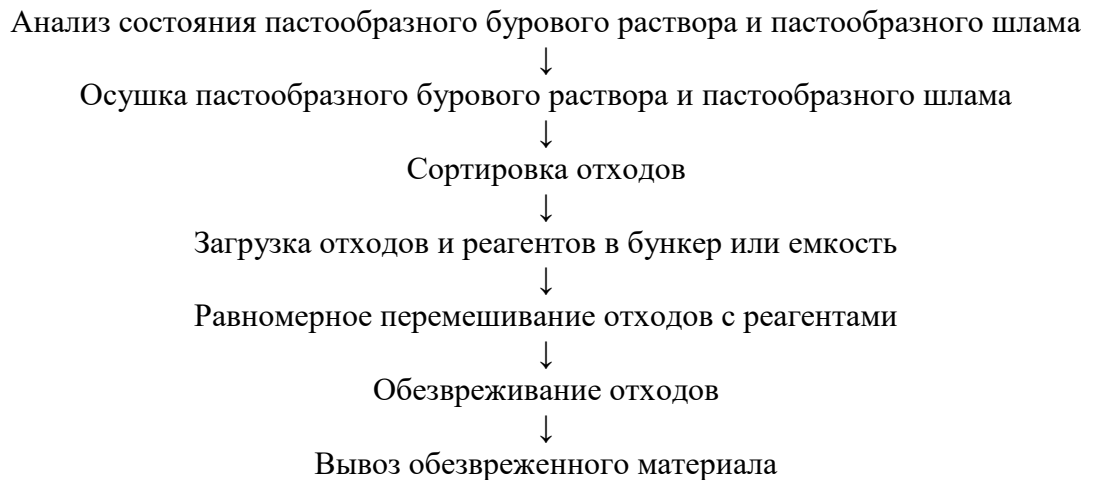 Анализ состояния пастообразного бурового раствора и пастообразного шлама
↓
Осушка пастообразного бурового раствора и пастообразного шлама
↓
Сортировка отходов
↓
Загрузка отходов и реагентов в бункер или емкость
↓
Равномерное перемешивание отходов с реагентами
↓
Обезвреживание отходов
↓
Вывоз обезвреженного материала